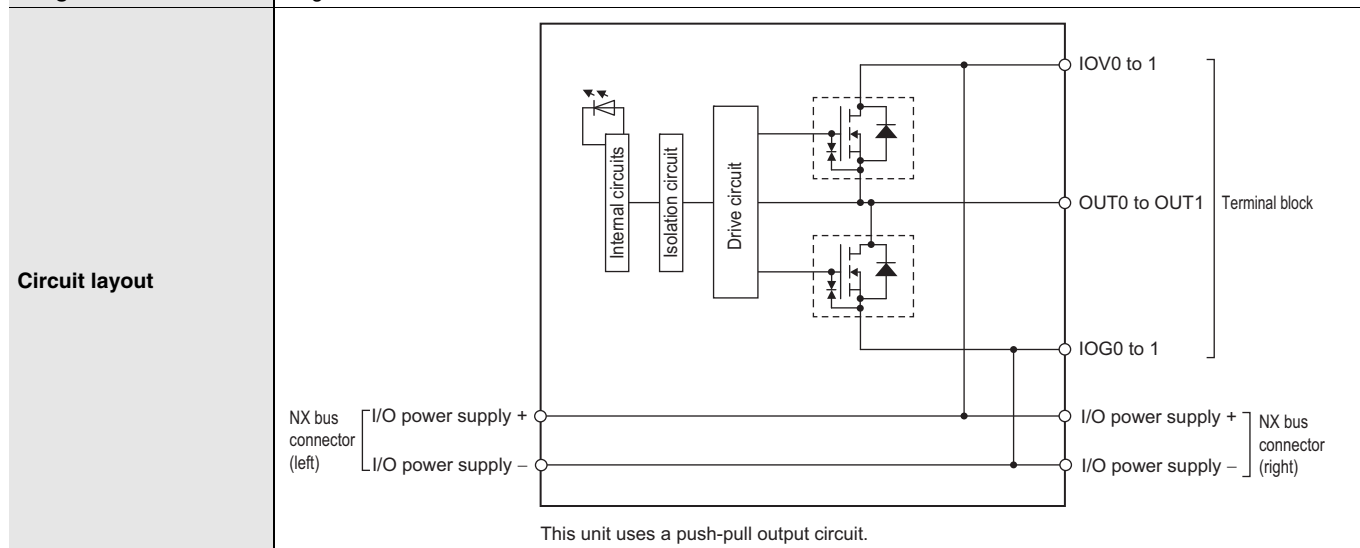 Circuit layout
Internal circuits
Isolation circuit
Drive circuit
IOV0 to 1
OUT0 to OUT1
Terminal block
IOG0 to 1
NX bus
connector
(left)
I/O power supply +
I/O power supply –
I/O power supply +
I/O power supply –
NX bus
connector
(right)
This unit uses a push-pull output circuit.